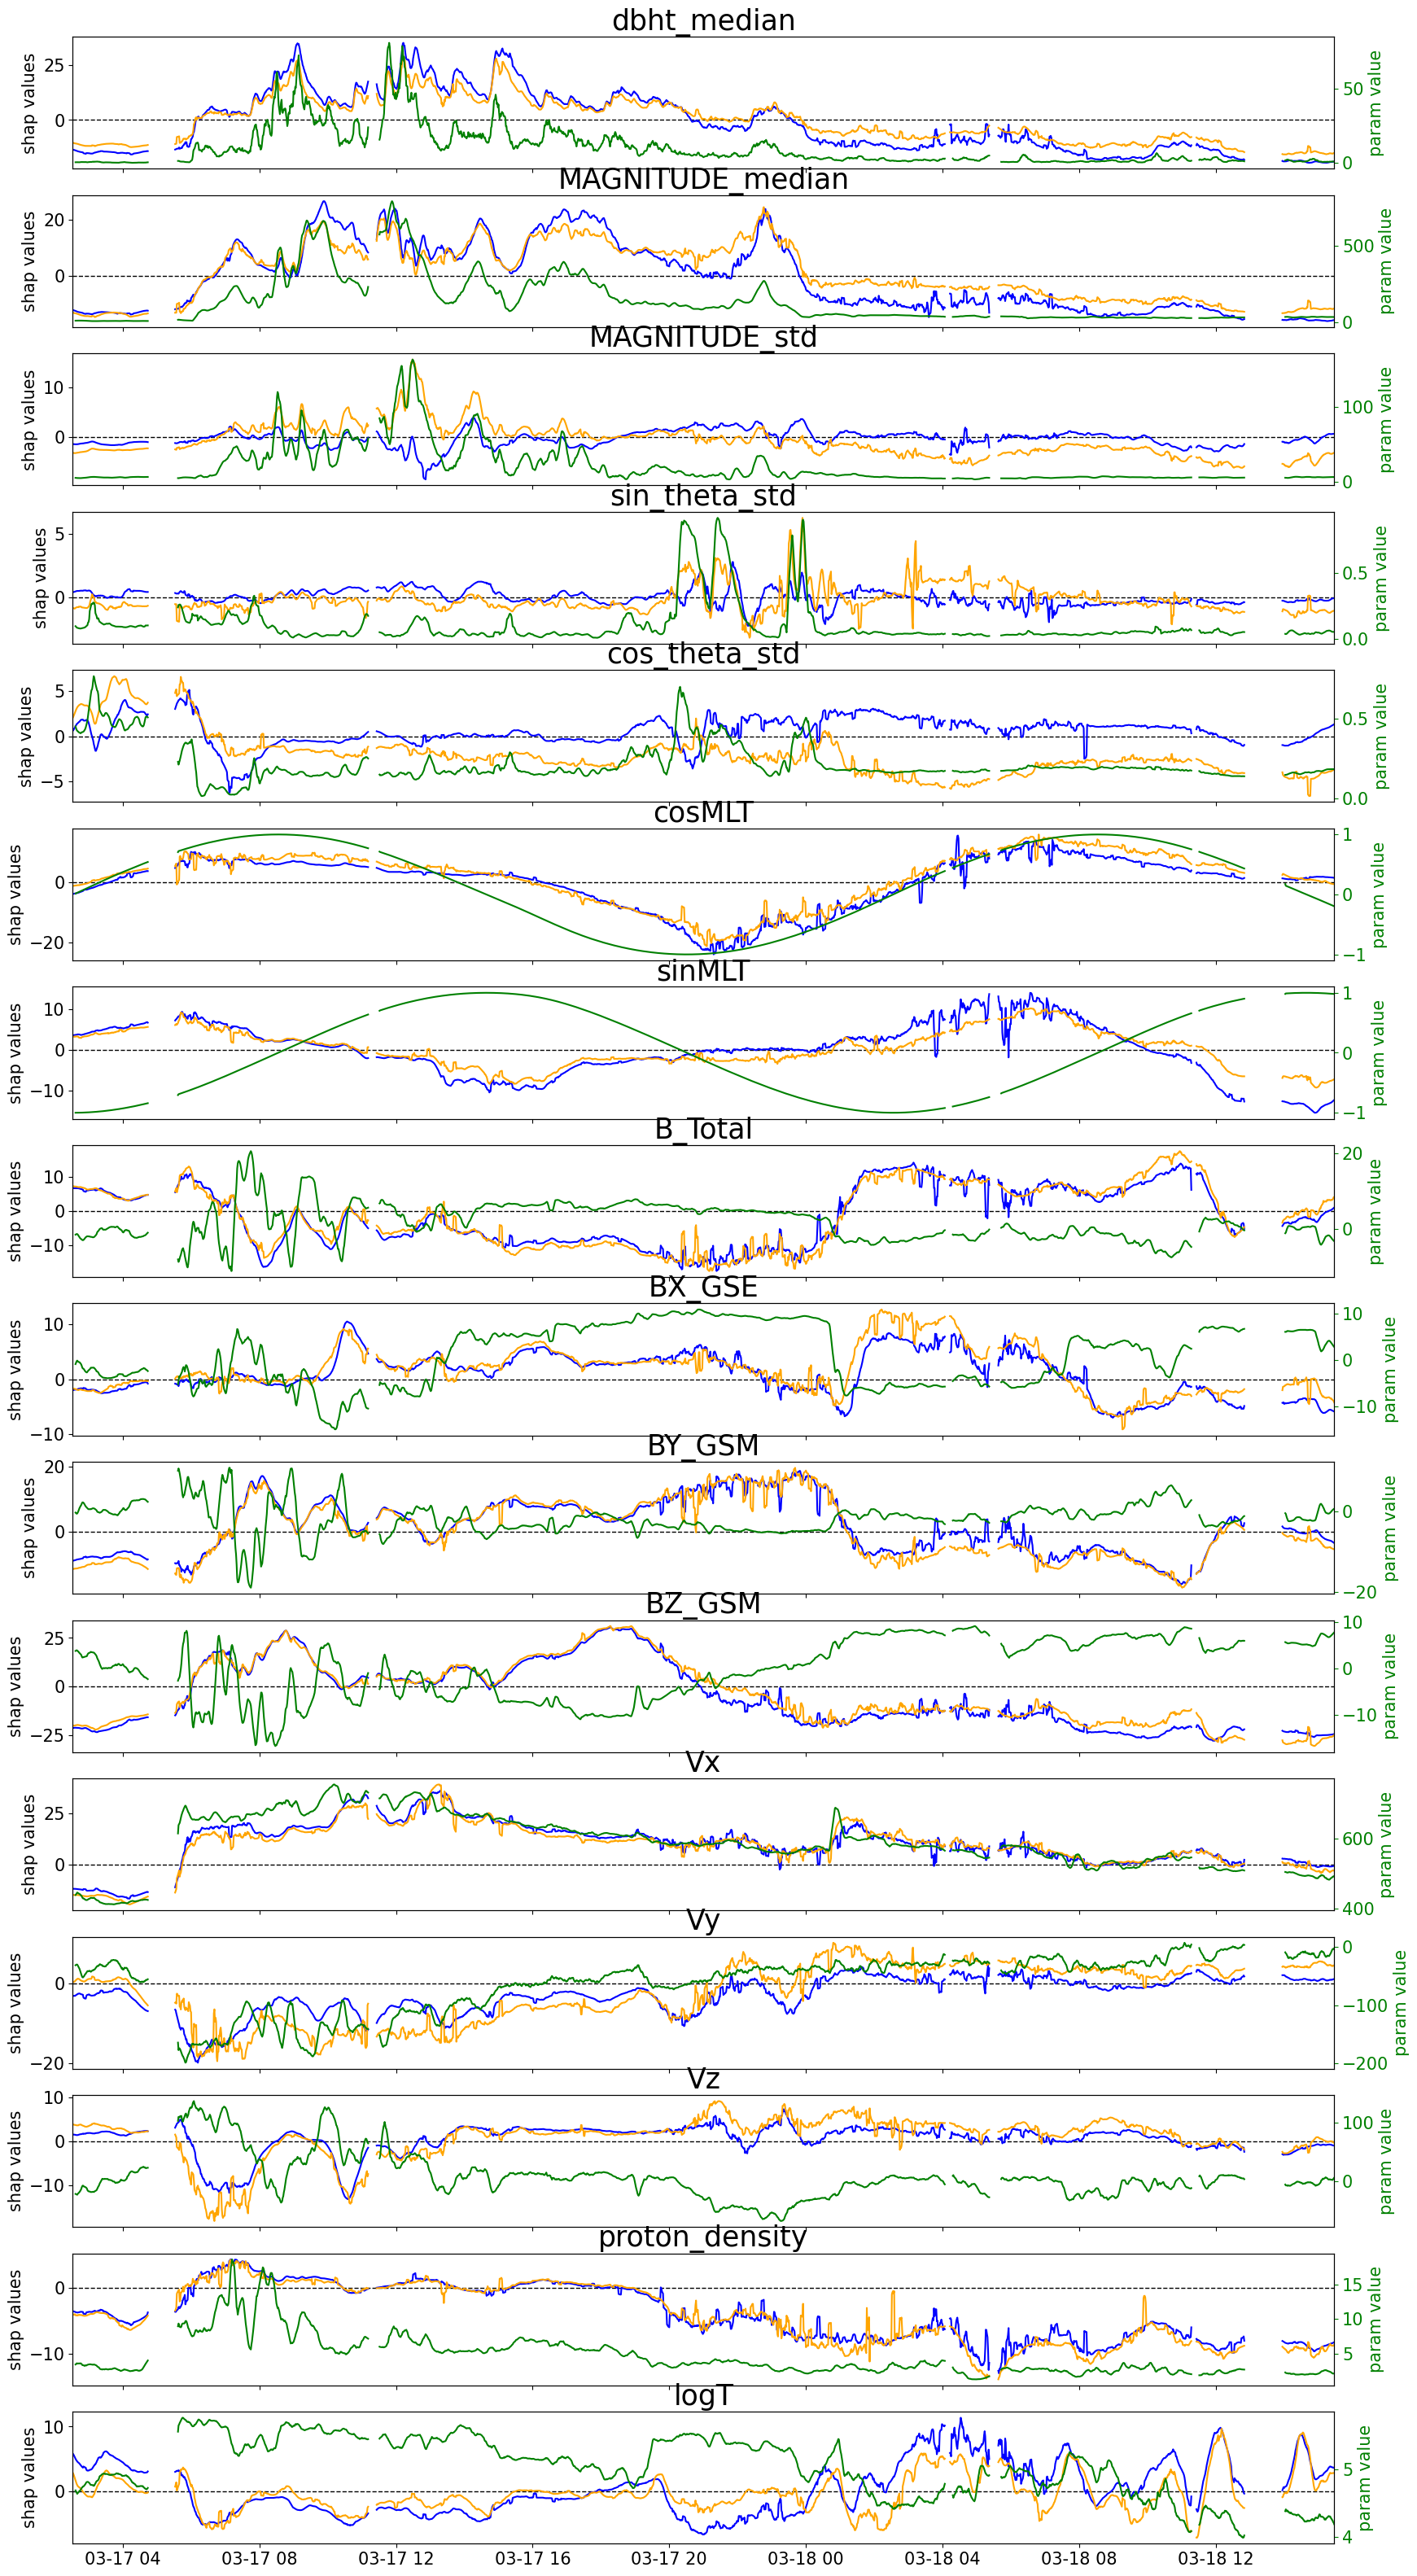 dbht_median
shap values
25
0
50
0
param value
MAGNITUDE_median
shap values
20
0
500
0
param value
MAGNITUDE_std
shap values
10
0
100
0
param value
sin_theta_std
shap values
5
0
0.5
0.0
param value
cos_theta_std
shap values
5
0
−5
0.5
0.0
param value
cosMLT
shap values
0
−20
1
0
−1
param value
sinMLT
shap values
10
0
−10
1
0
−1
param value
B_Total
shap values
10
0
−10
20
0
param value
BX_GSE
shap values
10
0
−10
10
0
−10
param value
BY_GSM
shap values
20
0
0
−20
param value
BZ_GSM
shap values
25
0
−25
10
0
−10
param value
Vx
shap values
25
0
600
400
param value
Vy
shap values
0
−20
0
−100
−200
param value
Vz
shap values
10
0
−10
100
0
param value
proton_density
shap values
0
−10
15
10
5
param value
logT
shap values
10
0
5
4
param value
03-17 04 03-17 08 03-17 12 03-17 16 03-17 20 03-18 00 03-18 04 03-18 08 03-18 12